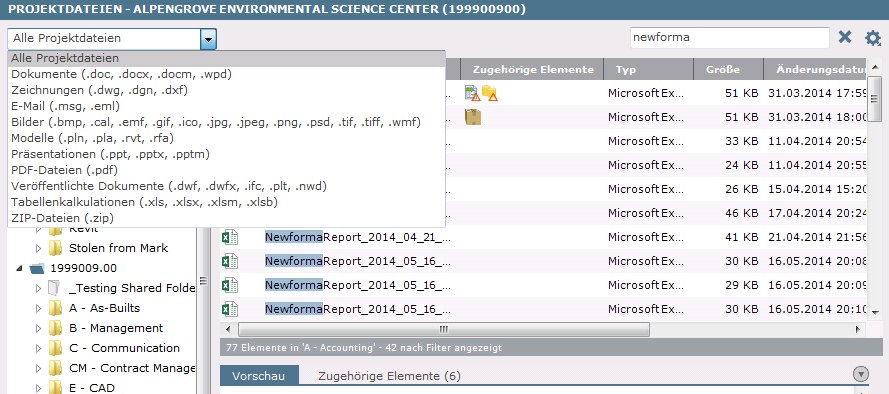 PROJEKTDATEIEN - ALPENGROVE ENVIRONMENTAL SCIENCE CENTER (199900900)
Alle Projektdateien newforma
Alle Projektdateien
Dokumente (.doc, .docx, .docm, .wpd)
Zeichnungen (.dwg, .dgn, .dxf)
E-Mail (.msg, .eml)
Bilder (.bmp, .cal, .emf, .gif, .ico, .jpg, .jpeg, .png, .psd, .tif, .tiff, .wmf)
Modelle (.pln, .pla, .rvt, .rfa)
Präsentationen (.ppt, .pptx, .pptm)
PDF-Dateien (.pdf)
Veröffentlichte Dokumente (.dwf, .dwfx, .ifc, .plt, .nwd)
Tabellenkalkulationen (.xls, .xlsx, .xlsm, .xlsb)
ZIP-Dateien (.zip)
Revit
Stolen from Mark
1999009.00
_Testing Shared Folde
A - As-Builts
B - Management
C - Communication
CM - Contract Manage
E - CAD
Zugehörige Elemente Typ Größe Änderungsdatum
... Microsoft Ex... 51 KB 31.03.2014 17:59
... Microsoft Ex... 51 KB 31.03.2014 18:00
... Microsoft Ex... 33 KB 11.04.2014 20:54
... Microsoft Ex... 24 KB 11.04.2014 20:55
... Microsoft Ex... 26 KB 15.04.2014 15:20
... Microsoft Ex... 46 KB 17.04.2014 20:24
NewformaReport_2014_04_21_... Microsoft Ex... 41 KB 21.04.2014 21:56
NewformaReport_2014_05_16_... Microsoft Ex... 30 KB 16.05.2014 20:08
NewformaReport_2014_05_16_... Microsoft Ex... 29 KB 16.05.2014 20:09
NewformaReport_2014_05_16_... Microsoft Ex... 30 KB 16.05.2014 20:10
77 Elemente in 'A - Accounting' - 42 nach Filter angezeigt
Vorschau Zugehörige Elemente (6)